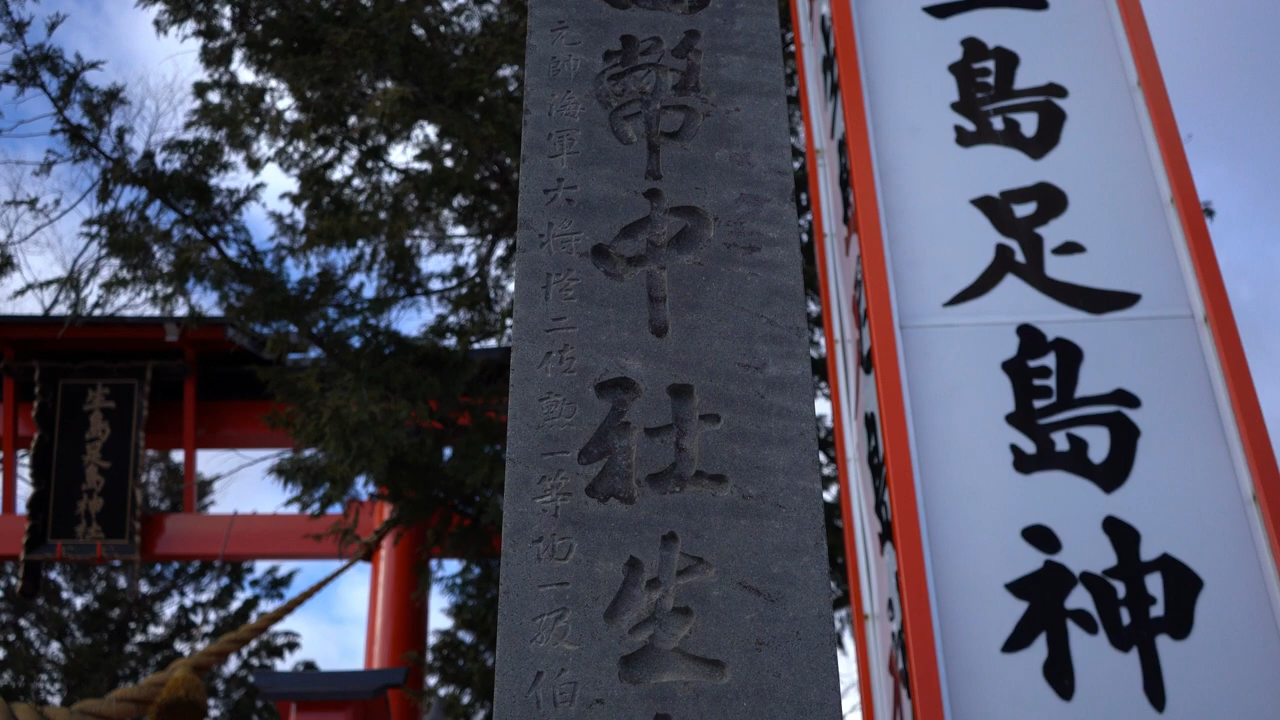 島足島神
幣中社生
元帥海軍大将従二位勲一等功一級伯
生島足島神社